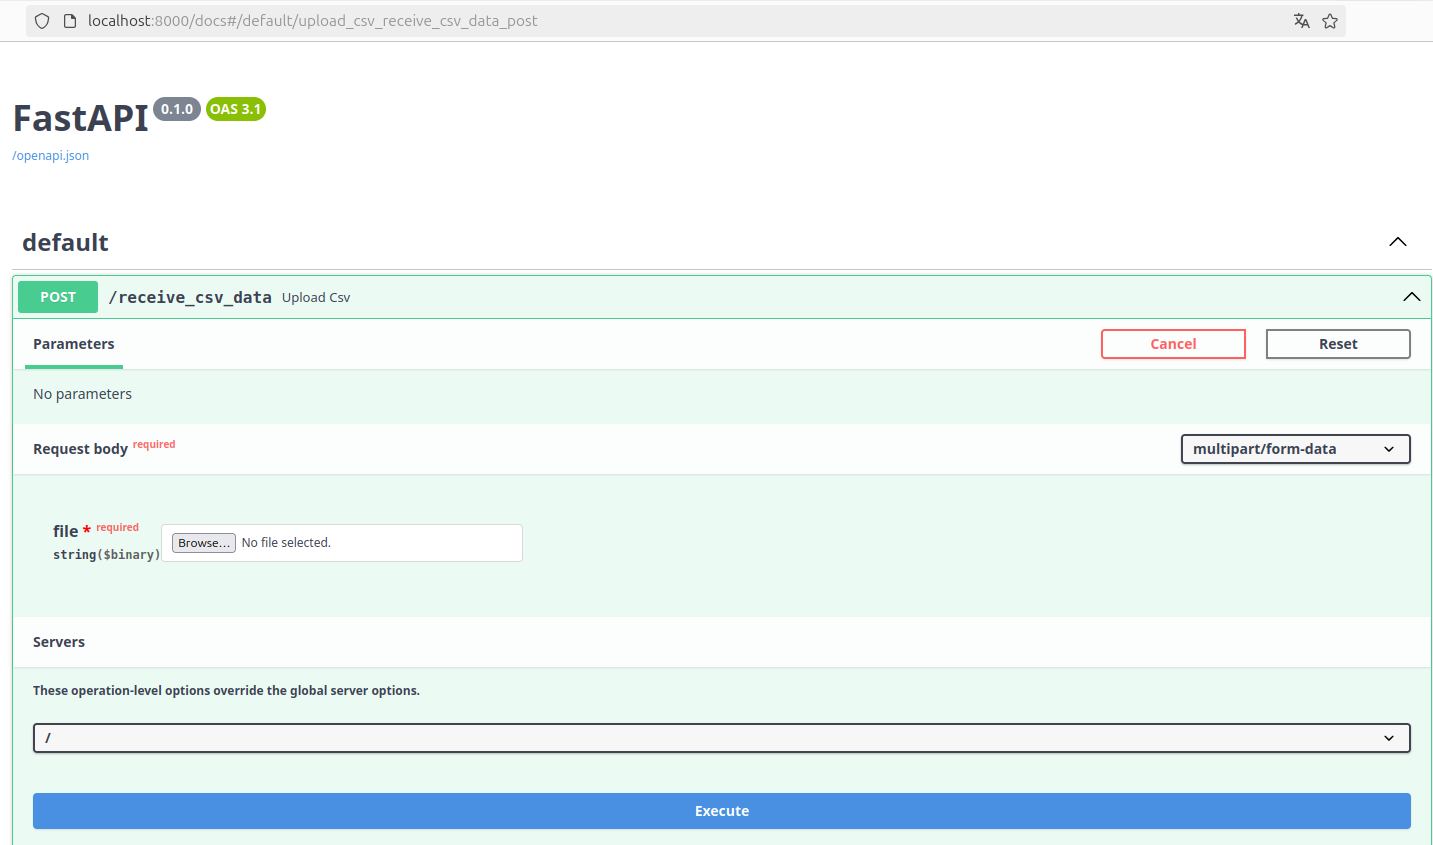 localhost:8000/docs#/default/upload_csv_receive_csv_data_post
FastAPI 0.1.0 OAS 3.1
/openapi.json
default
POST /receive_csv_data Upload Csv
Parameters Cancel Reset
No parameters
Request body required multipart/form-data
file * required
string($binary) Browse... No file selected.
Servers
These operation-level options override the global server options.
/
Execute